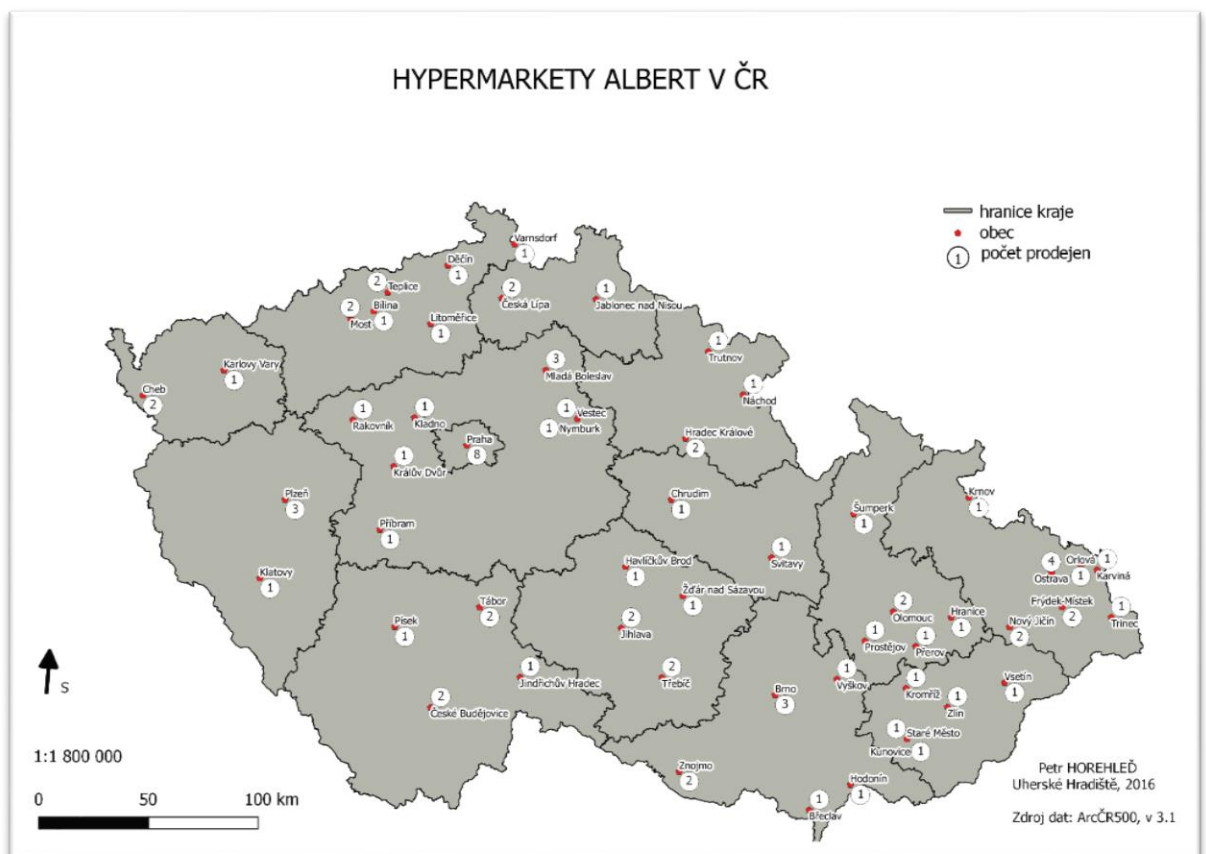 HYPERMARKETY ALBERT V ČR
hranice kraje
obec
1 počet prodejen
Varnsdorf
1
Děčín
1
2
Teplice
2
Bílina
Most
1
Litoměřice
1
2
Česká Lípa
1
Jablonec nad Nisou
1
Trutnov
1
Náchod
Hradec Králové
2
Karlovy Vary
1
Cheb
2
3
Mladá Boleslav
1
Rakovník
1
Kladno
1
Vestec
1
Nymburk
Praha
8
1
Králův Dvůr
Příbram
1
Plzeň
3
Klatovy
1
Chrudim
1
1
Svitavy
Šumperk
1
Krnov
1
4
Ostrava
Orlová
1
1
Karviná
Frýdek-Místek
2
1
Trinec
Nový Jičín
2
Havlíčkův Brod
1
Žďár nad Sázavou
1
2
Jihlava
2
Třebíč
Tábor
2
Písek
1
1
Jindřichův Hradec
2
České Budějovice
2
Olomouc
Hranice
1
1
Prostějov
1
Přerov
1
Vyškov
1
Kromříž
1
Zlín
Vsetín
1
1
Staré Město
Kunovice
1
Brno
3
Znojmo
2
Hodonín
1
1
Břeclav
S
1:1 800 000
0 50 100 km
Petr HOREHLEĎ
Uherské Hradiště, 2016
Zdroj dat: ArcČR500, v 3.1